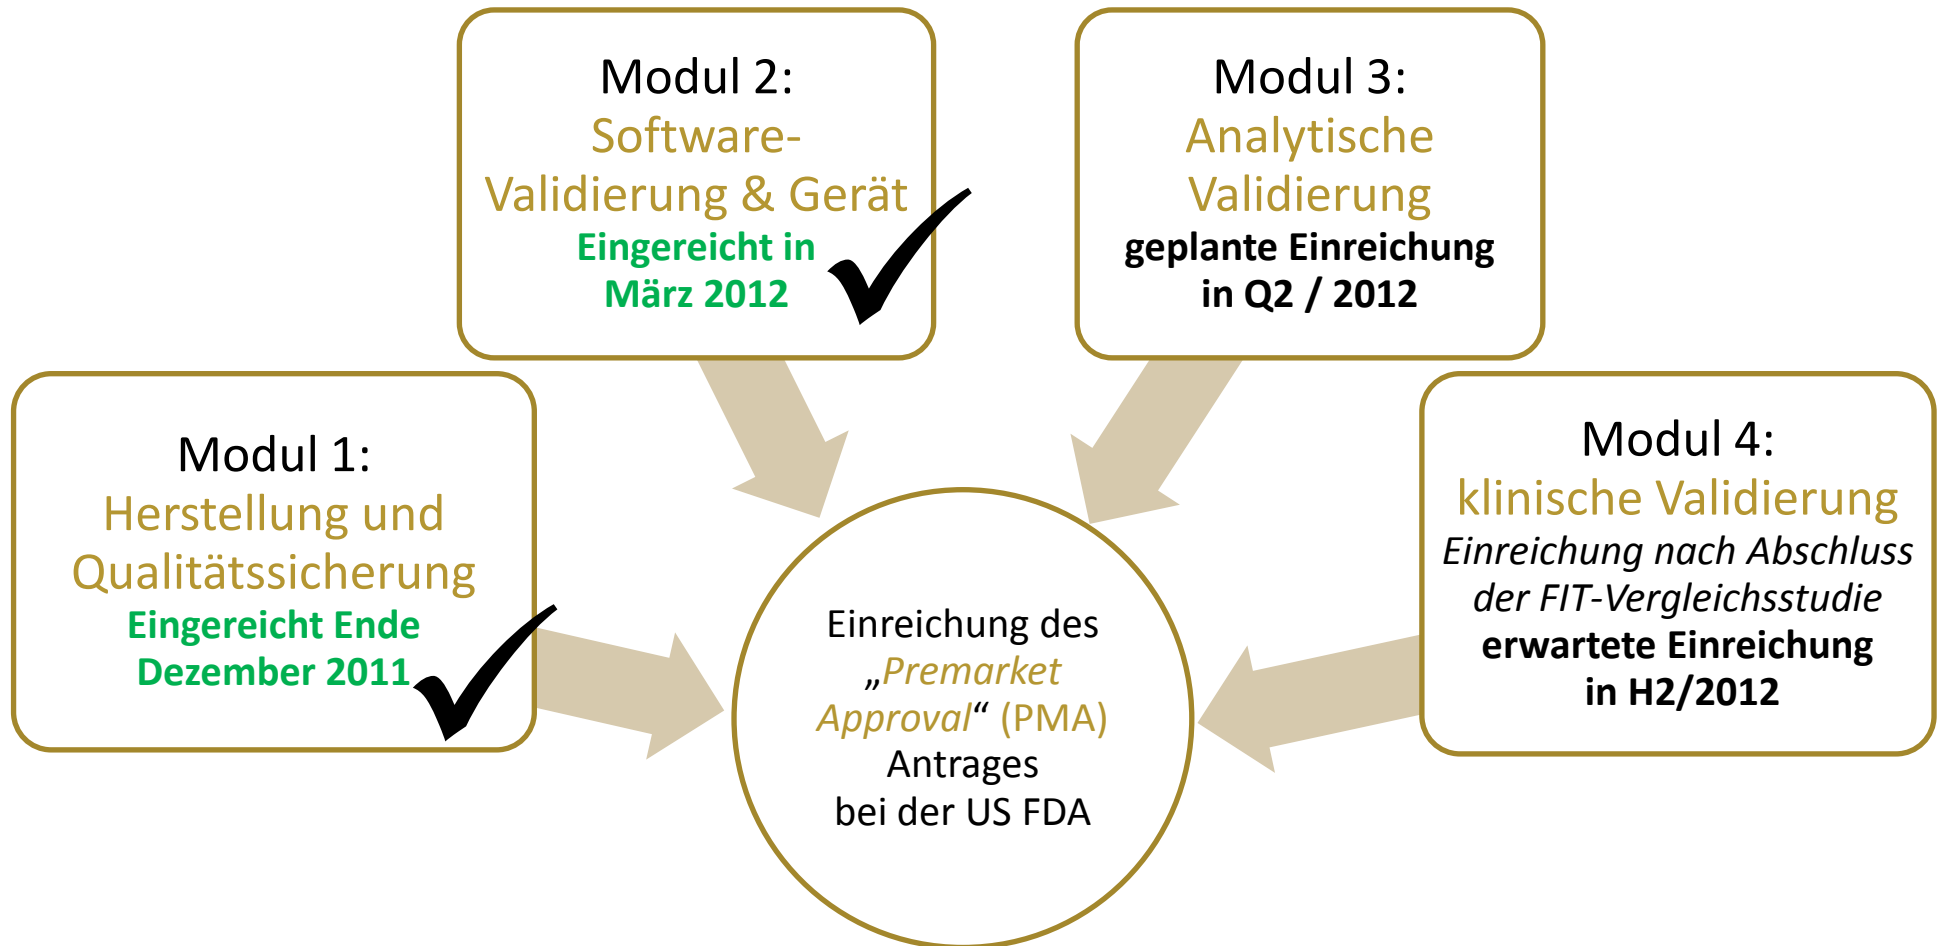 Modul 2:
Software-
Validierung & Gerät
Eingereicht in
März 2012
Modul 3:
Analytische
Validierung
geplante Einreichung
in Q2 / 2012
Modul 1:
Herstellung und
Qualitätssicherung
Eingereicht Ende
Dezember 2011
Modul 4:
klinische Validierung
Einreichung nach Abschluss
der FIT-Vergleichsstudie
erwartete Einreichung
in H2/2012
Einreichung des
„Premarket
Approval“ (PMA)
Antrages
bei der US FDA